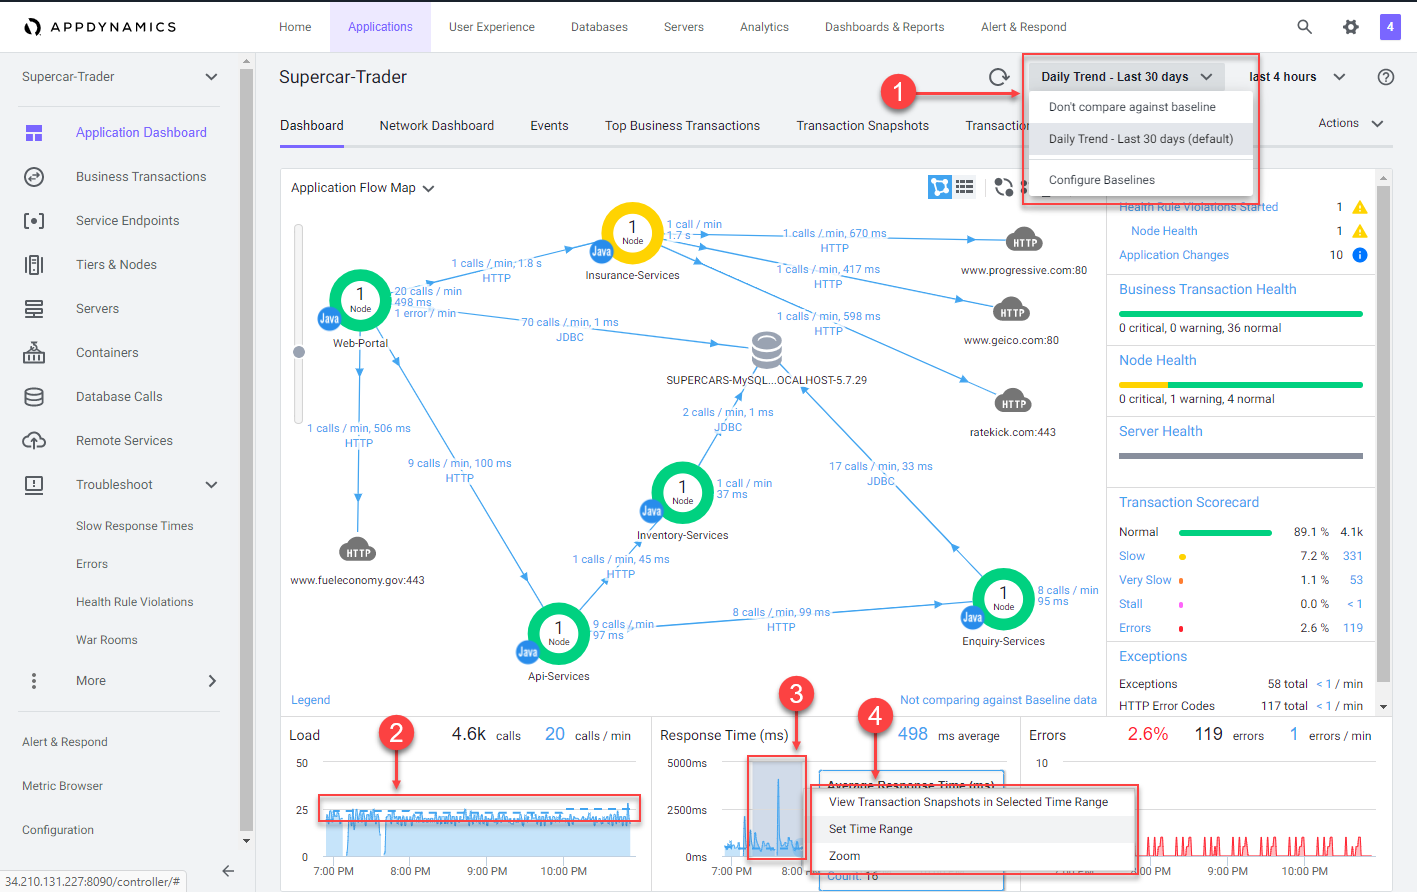 APPDYNAMICS
Home
Applications
User Experience
Databases
Servers
Analytics
Dashboards & Reports
Alert & Respond
4
Supercar-Trader
Application Dashboard
Business Transactions
Service Endpoints
Tiers & Nodes
Servers
Containers
Database Calls
Remote Services
Troubleshoot
Slow Response Times
Errors
Health Rule Violations
War Rooms
More
Alert & Respond
Metric Browser
Configuration
34.210.131.227:8090/controller/#
Supercar-Trader
1
Daily Trend - Last 30 days
last 4 hours
Don't compare against baseline
Daily Trend - Last 30 days (default)
Configure Baselines
Dashboard
Network Dashboard
Events
Top Business Transactions
Transaction Snapshots
Transaction
Actions
Application Flow Map
1
Node
Java
Insurance-Services
1 call / min
1.7 s
1 calls / min, 670 ms
HTTP
HTTP
www.progressive.com:80
1 calls / min, 1.8 s
HTTP
1 calls / min, 417 ms
HTTP
HTTP
www.geico.com:80
1
Node
Java
Web-Portal
20 calls / min
498 ms
1 error / min
70 calls / min, 1 ms
JDBC
1 calls / min, 598 ms
HTTP
SUPERCARS-MySQL...OCALHOST-5.7.29
HTTP
ratekick.com:443
1 calls / min, 506 ms
HTTP
2 calls / min, 1 ms
JDBC
9 calls / min, 100 ms
HTTP
17 calls / min, 33 ms
JDBC
1
Node
Java
Inventory-Services
1 call / min
37 ms
HTTP
www.fueleconomy.gov:443
1 calls / min, 45 ms
HTTP
1
Node
Java
Api-Services
9 calls / min
97 ms
8 calls / min, 99 ms
HTTP
1
Node
Java
Enquiry-Services
8 calls / min
95 ms
Legend
Not comparing against Baseline data
Health Rule Violations Started
1
Node Health
1
Application Changes
10
Business Transaction Health
0 critical, 0 warning, 36 normal
Node Health
0 critical, 1 warning, 4 normal
Server Health
Transaction Scorecard
Normal 89.1 % 4.1k
Slow 7.2 % 331
Very Slow 1.1 % 53
Stall 0.0 % < 1
Errors 2.6 % 119
Exceptions
Exceptions 58 total < 1 / min
HTTP Error Codes 117 total < 1 / min
Load
2
4.6k calls
20 calls / min
50
25
0
7:00 PM
8:00 PM
9:00 PM
10:00 PM
Response Time (ms)
3
4
498 ms average
5000ms
2500ms
0ms
7:00 PM
8:00
Average Response Time (ms)
View Transaction Snapshots in Selected Time Range
Set Time Range
Zoom
Count: 16
Errors
2.6%
119 errors
1 errors / min
10
9:00 PM
10:00 PM